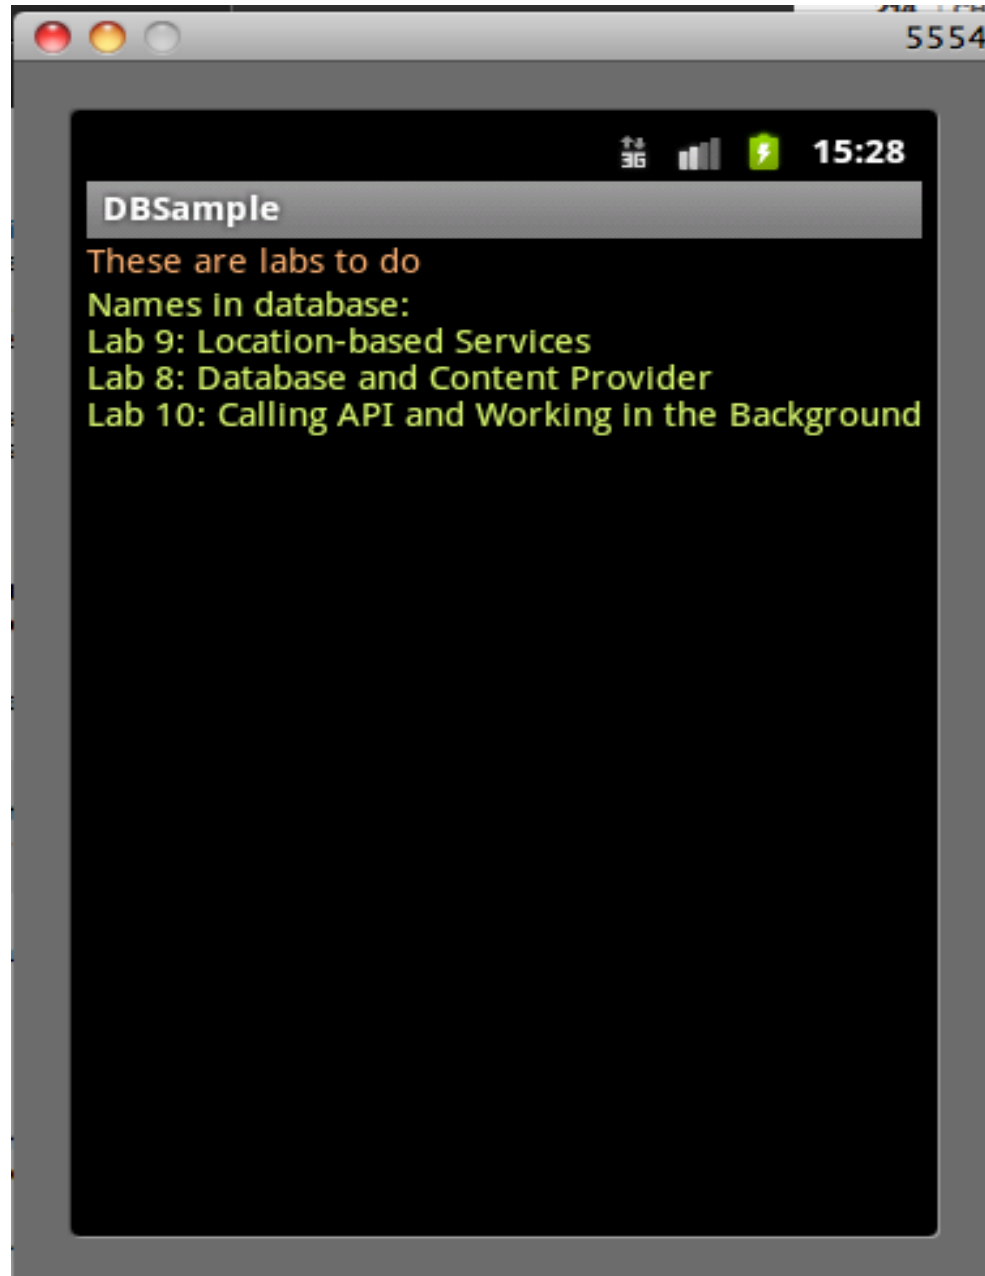 5554
3G
15:28
DBSample
These are labs to do
Names in database:
Lab 9: Location-based Services
Lab 8: Database and Content Provider
Lab 10: Calling API and Working in the Background